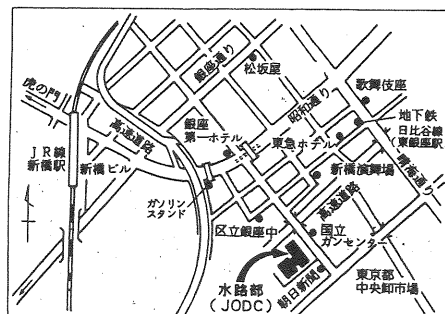 銀座通り
松坂屋
歌舞伎座
虎の門
昭和通り
地下鉄
日比谷線
東銀座駅
高速道路
銀座
第一ホテル
東急ホテル
晴海通り
JR線
新橋駅
新橋ビル
新橋演舞場
ガソリン
スタンド
高速道路
区立銀座中
国立
ガンセンター
水路部
(JODC)
朝日新聞
東京都
中央卸市場